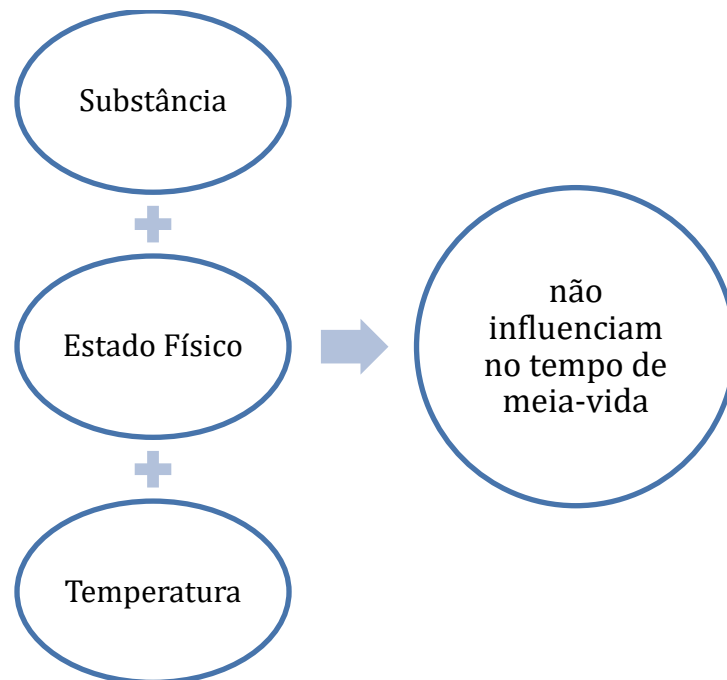 Substância
Estado Físico
Temperatura
não
influenciam
no tempo de
meia-vida